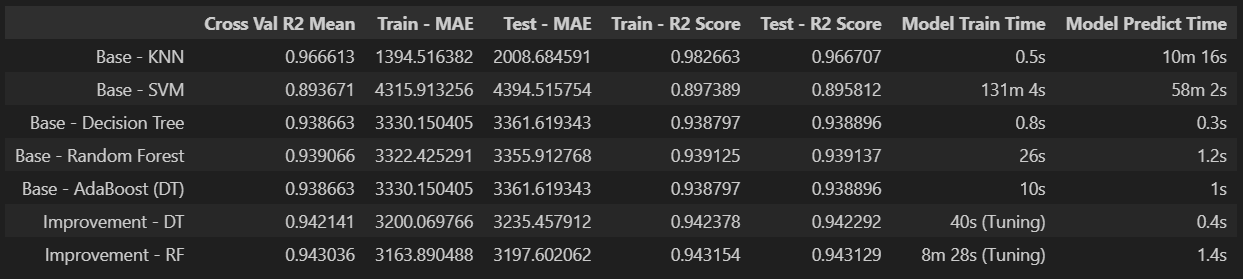 Cross Val R2 Mean Train - MAE Test - MAE Train - R2 Score Test - R2 Score Model Train Time Model Predict Time
Base - KNN 0.966613 1394.516382 2008.684591 0.982663 0.966707 0.5s 10m 16s
Base - SVM 0.893671 4315.913256 4394.515754 0.897389 0.895812 131m 4s 58m 2s
Base - Decision Tree 0.938663 3330.150405 3361.619343 0.938797 0.938896 0.8s 0.3s
Base - Random Forest 0.939066 3322.425291 3355.912768 0.939125 0.939137 26s 1.2s
Base - AdaBoost (DT) 0.938663 3330.150405 3361.619343 0.938797 0.938896 10s 1s
Improvement - DT 0.942141 3200.069766 3235.457912 0.942378 0.942292 40s (Tuning) 0.4s
Improvement - RF 0.943036 3163.890488 3197.602062 0.943154 0.943129 8m 28s (Tuning) 1.4s